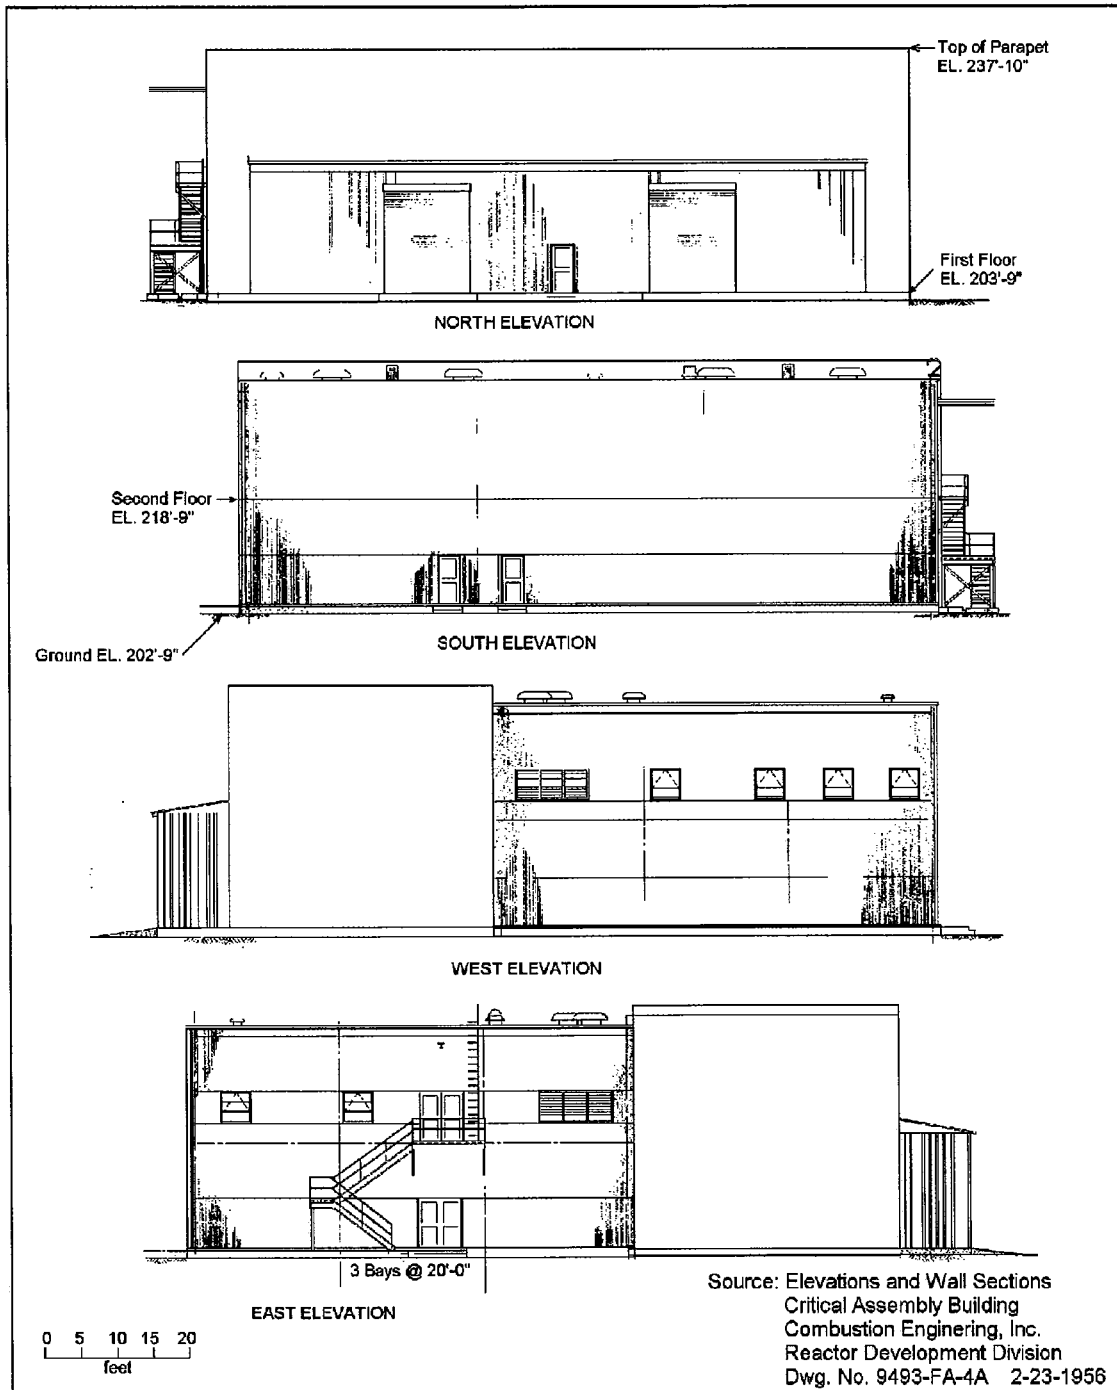 Top of Parapet
EL. 237'-10"
First Floor
EL. 203'-9"
NORTH ELEVATION
Second Floor
EL. 218'-9"
Ground EL. 202'-9"
SOUTH ELEVATION
WEST ELEVATION
3 Bays @ 20'-0"
EAST ELEVATION
0 5 10 15 20
feet
Source: Elevations and Wall Sections
Critical Assembly Building
Combustion Enginering, Inc.
Reactor Development Division
Dwg. No. 9493-FA-4A 2-23-1956